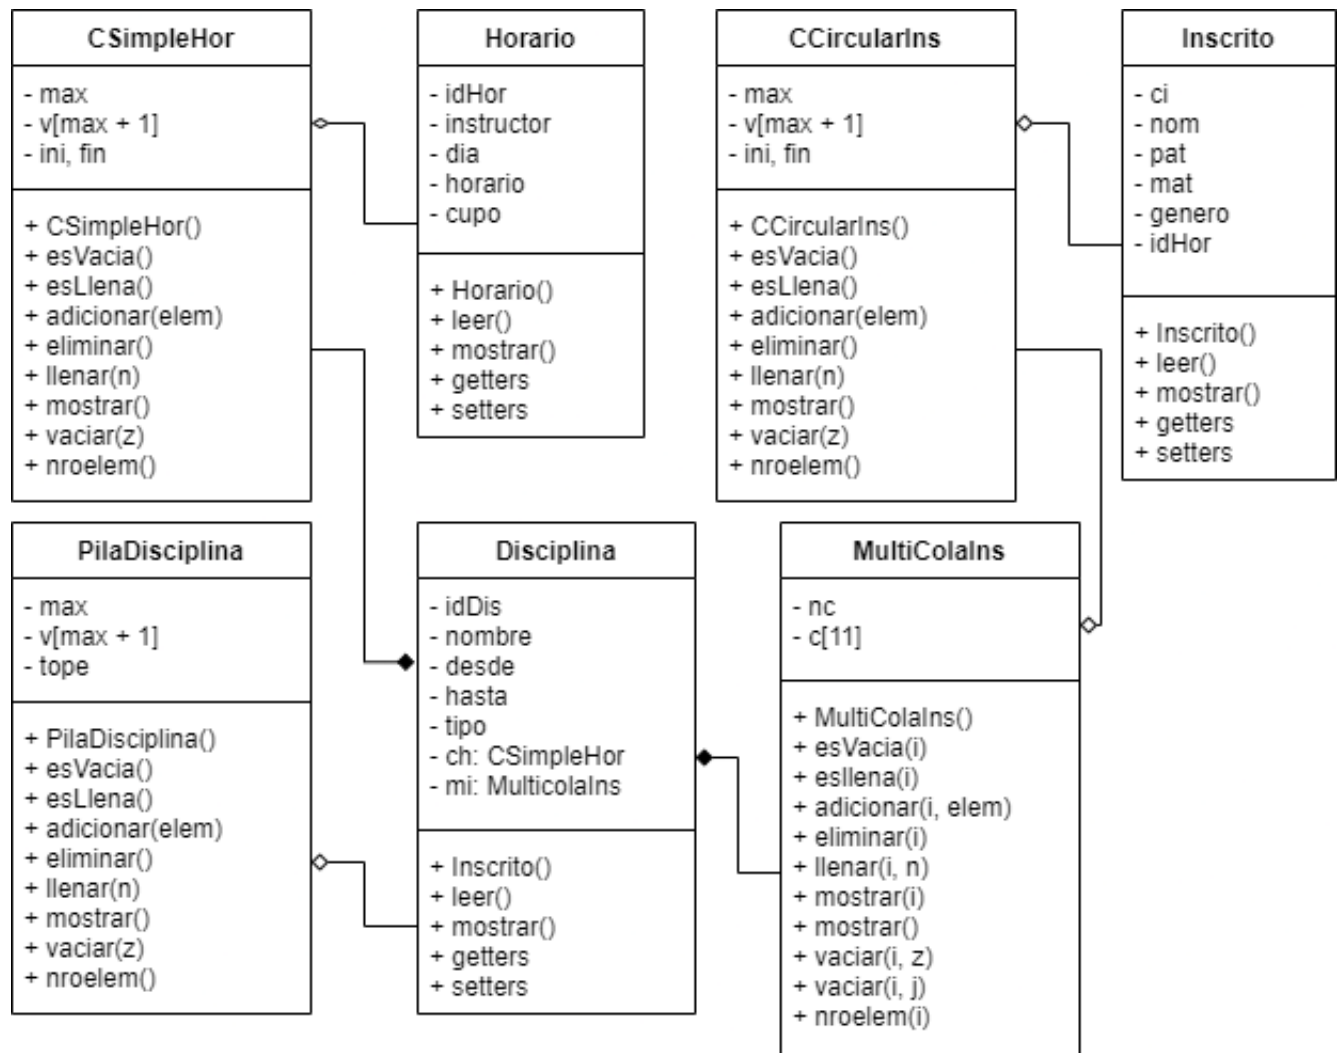 CSimpleHor
- max
- v[max + 1]
- ini, fin
+ CSimpleHor()
+ esVacia()
+ esLlena()
+ adicionar(elem)
+ eliminar()
+ llenar(n)
+ mostrar()
+ vaciar(z)
+ nroelem()
Horario
- idHor
- instructor
- dia
- horario
- cupo
+ Horario()
+ leer()
+ mostrar()
+ getters
+ setters
CCircularIns
- max
- v[max + 1]
- ini, fin
+ CCircularIns()
+ esVacia()
+ esLlena()
+ adicionar(elem)
+ eliminar()
+ llenar(n)
+ mostrar()
+ vaciar(z)
+ nroelem()
Inscrito
- ci
- nom
- pat
- mat
- genero
- idHor
+ Inscrito()
+ leer()
+ mostrar()
+ getters
+ setters
PilaDisciplina
- max
- v[max + 1]
- tope
+ PilaDisciplina()
+ esVacia()
+ esLlena()
+ adicionar(elem)
+ eliminar()
+ llenar(n)
+ mostrar()
+ vaciar(z)
+ nroelem()
Disciplina
- idDis
- nombre
- desde
- hasta
- tipo
- ch: CSimpleHor
- mi: MulticolaIns
+ Inscrito()
+ leer()
+ mostrar()
+ getters
+ setters
MultiColaIns
- nc
- c[11]
+ MultiColaIns()
+ esVacia(i)
+ esllena(i)
+ adicionar(i, elem)
+ eliminar(i)
+ llenar(i, n)
+ mostrar(i)
+ mostrar()
+ vaciar(i, z)
+ vaciar(i, j)
+ nroelem(i)